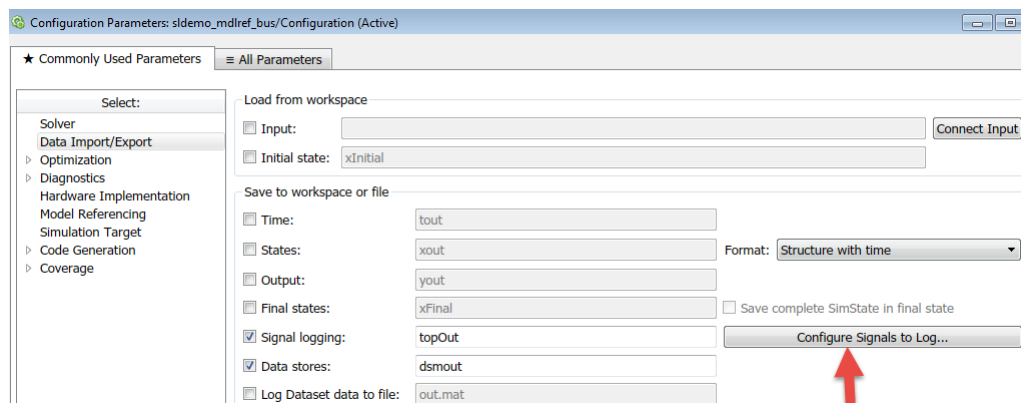 Configuration Parameters: sldemo_mdlref_bus/Configuration (Active)
★ Commonly Used Parameters
≡ All Parameters
Select:
Solver
Data Import/Export
Optimization
Diagnostics
Hardware Implementation
Model Referencing
Simulation Target
Code Generation
Coverage
Load from workspace
Input:
Connect Input
Initial state: xInitial
Save to workspace or file
Time: tout
States: xout Format: Structure with time
Output: yout
Final states: xFinal Save complete SimState in final state
Signal logging: topOut Configure Signals to Log...
Data stores: dsmout
Log Dataset data to file: out.mat